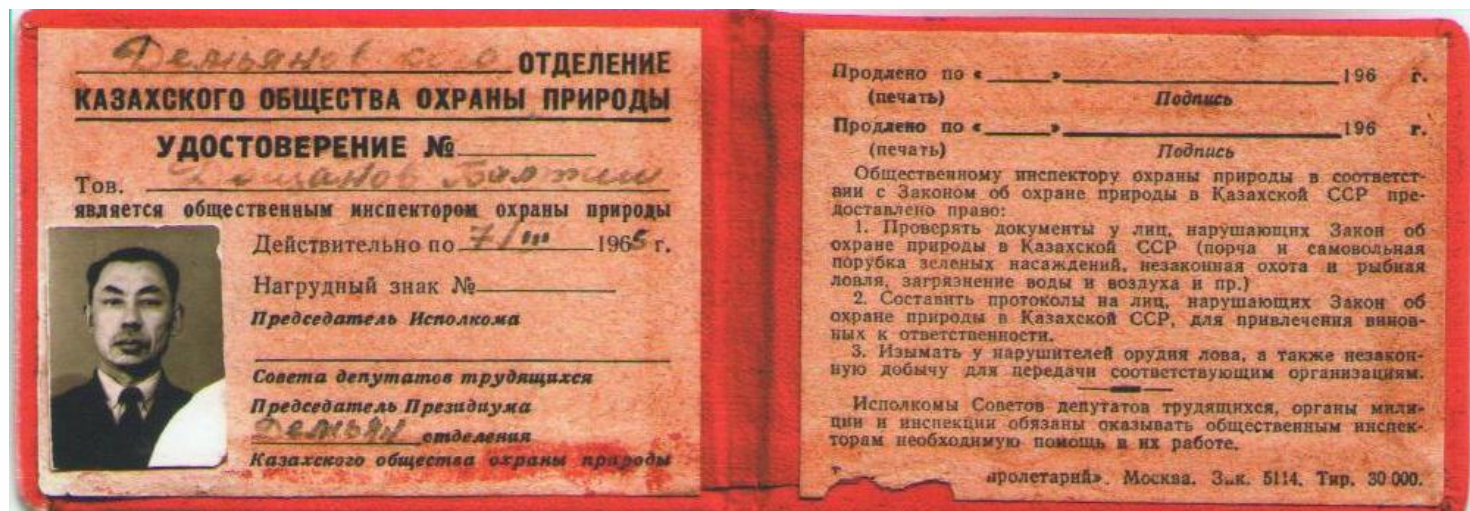 Демьяновское ОТДЕЛЕНИЕ
КАЗАХСКОГО ОБЩЕСТВА ОХРАНЫ ПРИРОДЫ
УДОСТОВЕРЕНИЕ №
Тов.
является общественным инспектором охраны природы
Действительно по 7/III 1965 г.
Нагрудный знак №
Председатель Исполкома
Совета депутатов трудящихся
Председатель Президиума
Демьян отделения
Казахского общества охраны природы
Продлено по « » 196 г.
(печать) Подпись
Продлено по « » 196 г.
(печать) Подпись
Общественному инспектору охраны природы в соответст-
вии с Законом об охране природы в Казахской ССР пре-
доставлено право:
1. Проверять документы у лиц, нарушающих Закон об
охране природы в Казахской ССР (порча и самовольная
порубка зеленых насаждений, незаконная охота и рыбная
ловля, загрязнение воды и воздуха и пр.)
2. Составить протоколы на лиц, нарушающих Закон об
охране природы в Казахской ССР, для привлечения винов-
ных к ответственности.
3. Изымать у нарушителей орудия лова, а также незакон-
ную добычу для передачи соответствующим организациям.
Исполкомы Советов депутатов трудящихся, органы мили-
ции и инспекции обязаны оказывать общественным инспек-
торам необходимую помощь в их работе.
пролетарий». Москва. Зак. 5114. Тир. 30 000.